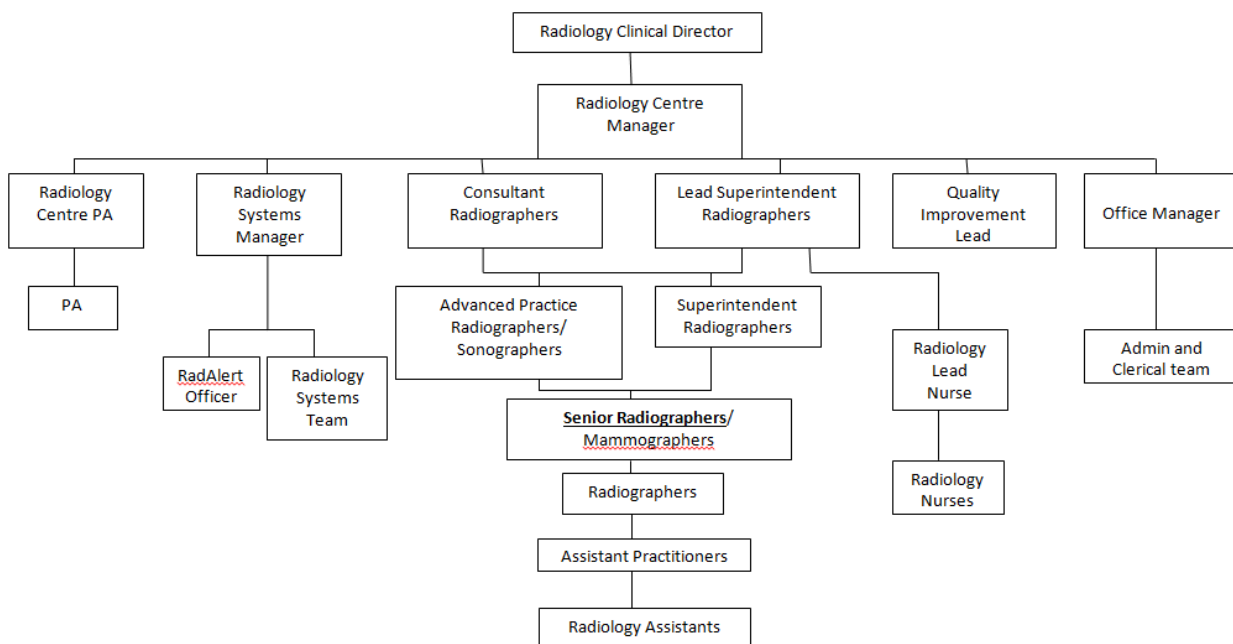 Radiology Clinical Director
Radiology Centre
Manager
Radiology
Centre PA
Radiology
Systems
Manager
Consultant
Radiographers
Lead Superintendent
Radiographers
Quality
Improvement
Lead
Office Manager
PA
Advanced Practice
Radiographers/
Sonographers
Superintendent
Radiographers
RadAlert
Officer
Radiology
Systems
Team
Radiology
Lead
Nurse
Admin and
Clerical team
Senior Radiographers/
Mammographers
Radiographers
Radiology
Nurses
Assistant Practitioners
Radiology Assistants